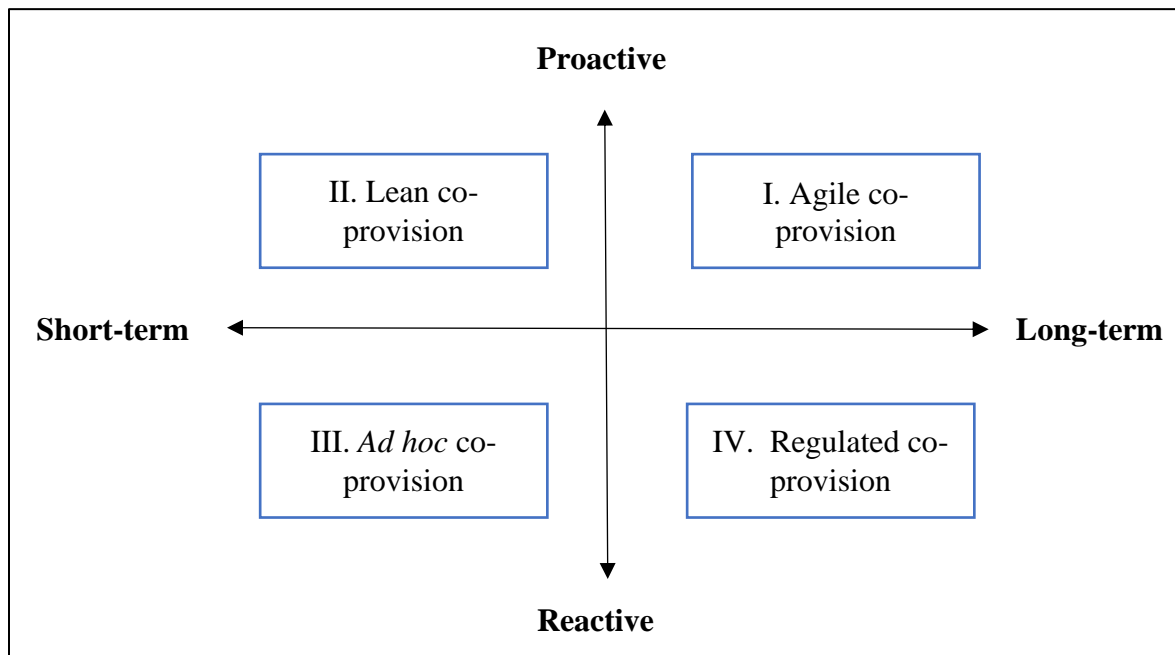 Proactive
II. Lean co-
provision
I. Agile co-
provision
Short-term
Long-term
III. Ad hoc co-
provision
IV. Regulated co-
provision
Reactive